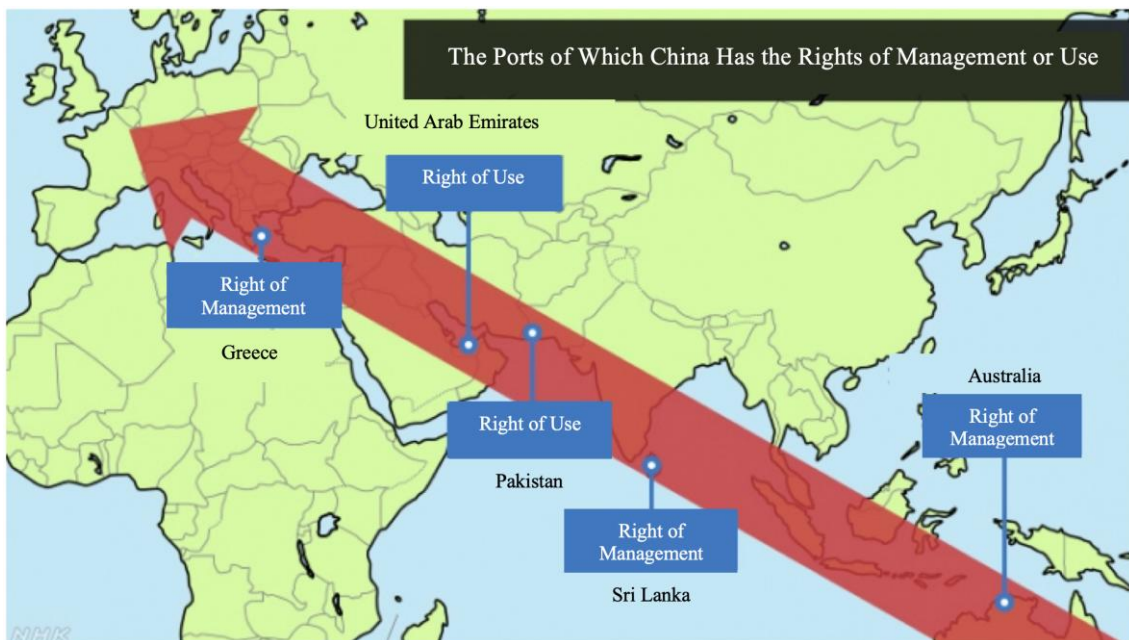 The Ports of Which China Has the Rights of Management or Use
United Arab Emirates
Right of Use
Right of
Management
Greece
Right of Use
Pakistan
Australia
Right of
Management
Right of
Management
Sri Lanka
NHK